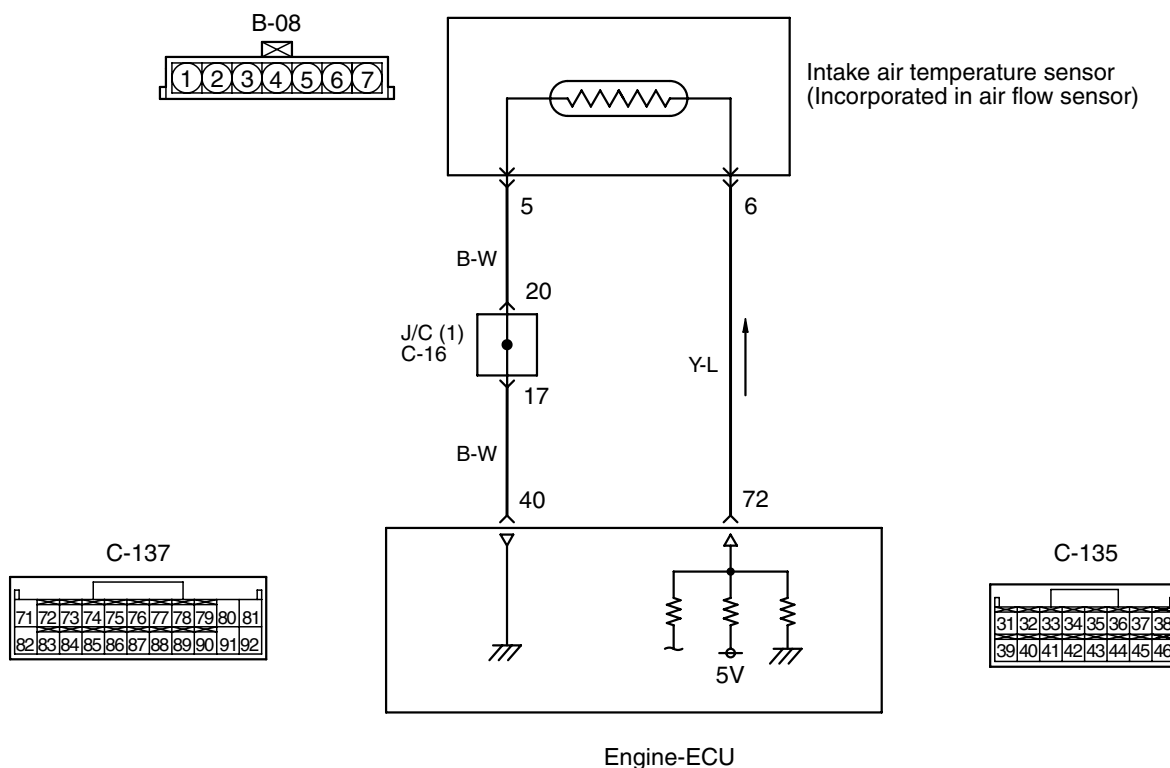 B-08
1 2 3 4 5 6 7
Intake air temperature sensor
(Incorporated in air flow sensor)
5
6
B-W
20
J/C (1)
C-16
Y-L
17
B-W
40
72
C-137
71 72 73 74 75 76 77 78 79 80 81
82 83 84 85 86 87 88 89 90 91 92
C-135
31 32 33 34 35 36 37 38
39 40 41 42 43 44 45 46
5V
Engine-ECU